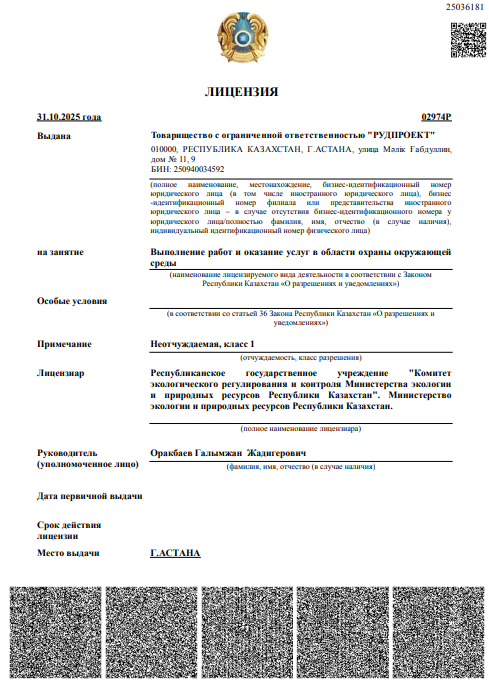 25036181
ЛИЦЕНЗИЯ
31.10.2025 года 02974Р
Выдана Товарищество с ограниченной ответственностью "РУДПРОЕКТ"
010000, РЕСПУБЛИКА КАЗАХСТАН, Г.АСТАНА, улица Мәлік Ғабдуллин,
дом № 11, 9
БИН: 250940034592
(полное наименование, местонахождение, бизнес-идентификационный номер
юридического лица (в том числе иностранного юридического лица), бизнес
-идентификационный номер филиала или представительства иностранного
юридического лица – в случае отсутствия бизнес-идентификационного номера у
юридического лица/полностью фамилия, имя, отчество (в случае наличия),
индивидуальный идентификационный номер физического лица)
на занятие Выполнение работ и оказание услуг в области охраны окружающей
среды
(наименование лицензируемого вида деятельности в соответствии с Законом
Республики Казахстан «О разрешениях и уведомлениях»)
Особые условия
(в соответствии со статьей 36 Закона Республики Казахстан «О разрешениях и
уведомлениях»)
Примечание Неотчуждаемая, класс 1
(отчуждаемость, класс разрешения)
Лицензиар Республиканское государственное учреждение "Комитет
экологического регулирования и контроля Министерства экологии
и природных ресурсов Республики Казахстан". Министерство
экологии и природных ресурсов Республики Казахстан.
(полное наименование лицензиара)
Руководитель Оракбаев Галымжан Жадигерович
(уполномоченное лицо) (фамилия, имя, отчество (в случае наличия)
Дата первичной выдачи
Срок действия
лицензии
Место выдачи Г.АСТАНА